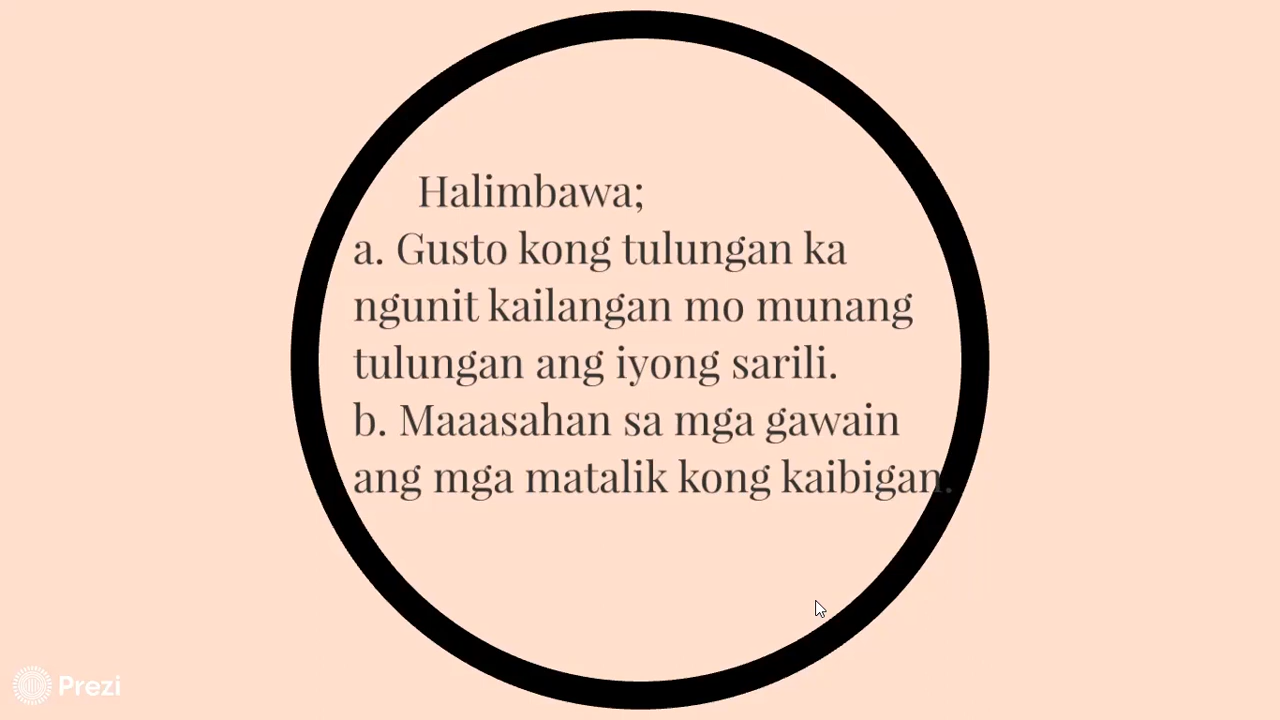 Halimbawa;
a. Gusto kong tulungan ka
ngunit kailangan mo munang
tulungan ang iyong sarili.
b. Maaasahan sa mga gawain
ang mga matalik kong kaibigan.
Prezi